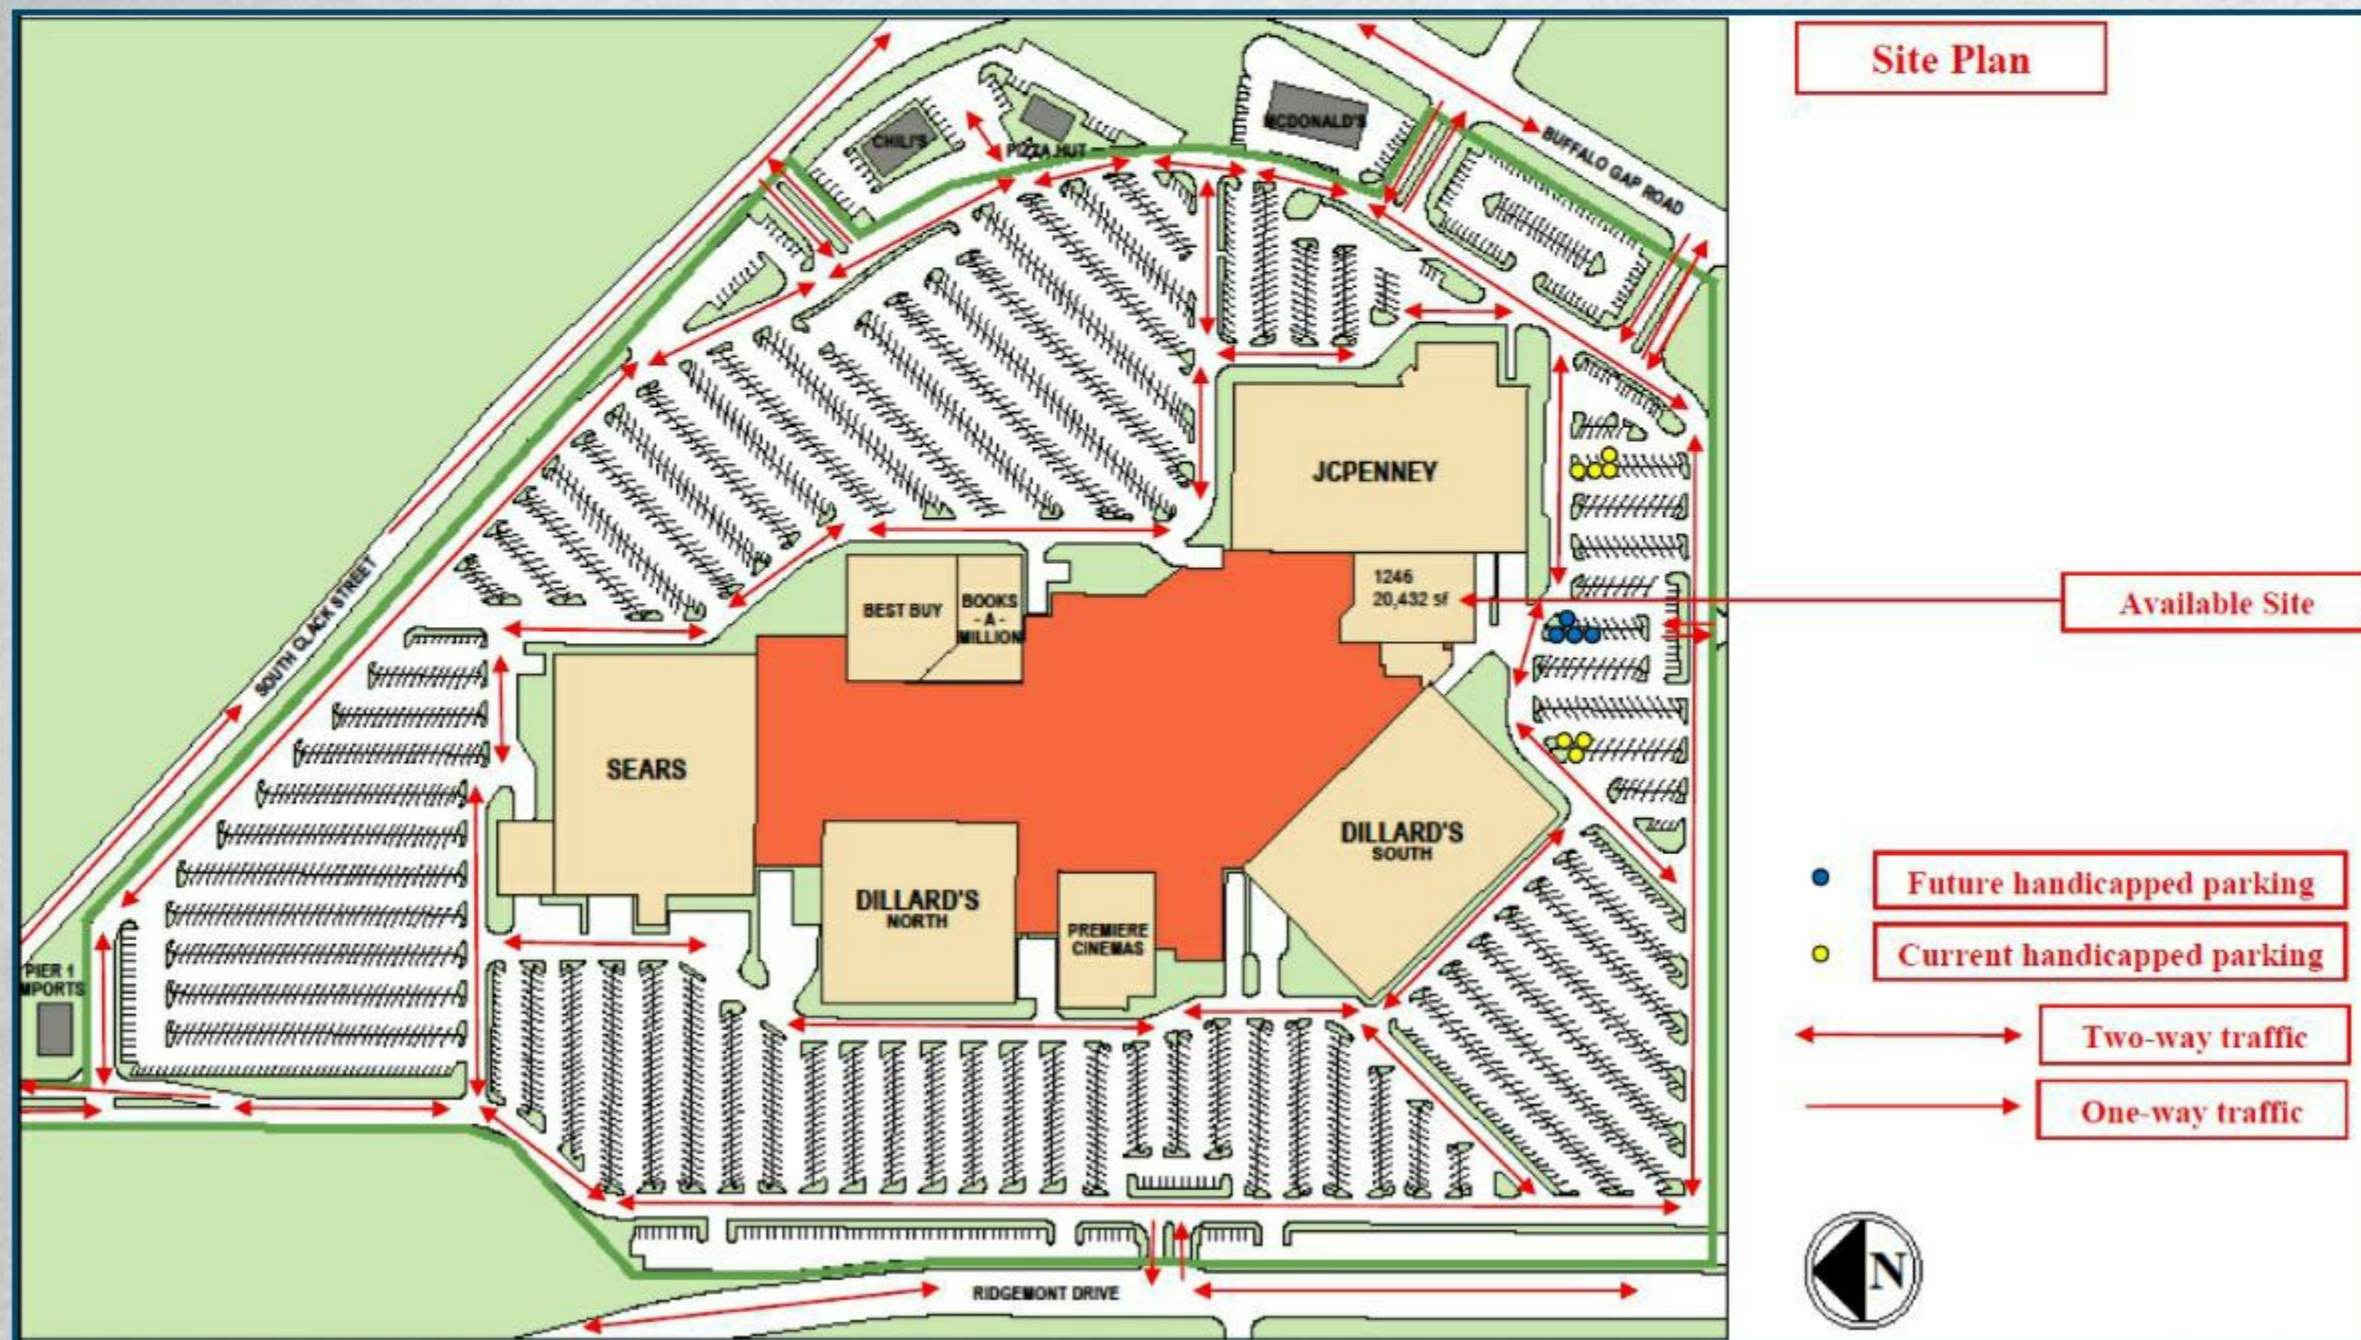 Site Plan
CHILI'S
PIZZA HUT
MCDONALD'S
BUFFALO GAP ROAD
SOUTH CLACK STREET
JCPENNEY
1246
20,432 sf
Available Site
BEST BUY
BOOKS
- A -
MILLION
SEARS
DILLARD'S
SOUTH
DILLARD'S
NORTH
PREMIERE
CINEMAS
PIER 1
MPORTS
Future handicapped parking
Current handicapped parking
Two-way traffic
One-way traffic
N
RIDGEMONT DRIVE